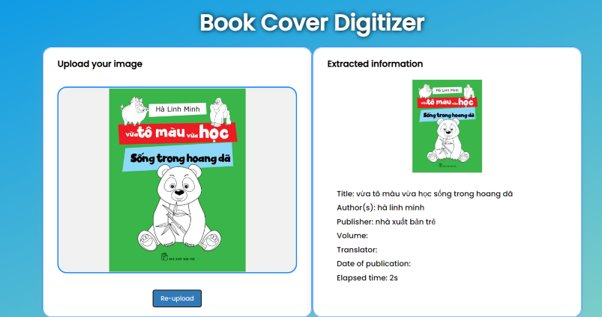 Book Cover Digitizer
Upload your image
Hà Linh Minh
vừa tô màu vừa học
Sống trong hoang dã
Re-upload
Extracted information
Hà Linh Minh
vừa tô màu vừa học
Sống trong hoang dã
Title: vừa tô màu vừa học sống trong hoang dã
Author(s): hà linh minh
Publisher: nhà xuất bản trẻ
Volume:
Translator:
Date of publication:
Elapsed time: 2s